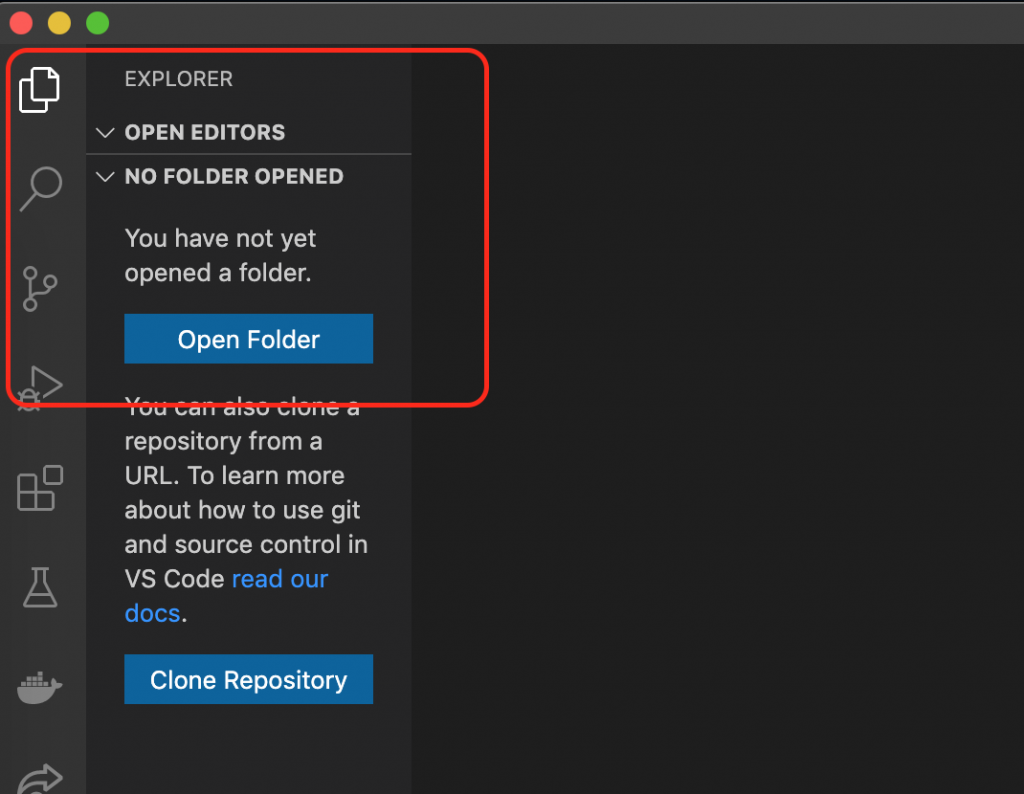 EXPLORER
OPEN EDITORS
NO FOLDER OPENED
You have not yet
opened a folder.
Open Folder
You can also clone a
repository from a
URL. To learn more
about how to use git
and source control in
VS Code read our
docs.
Clone Repository